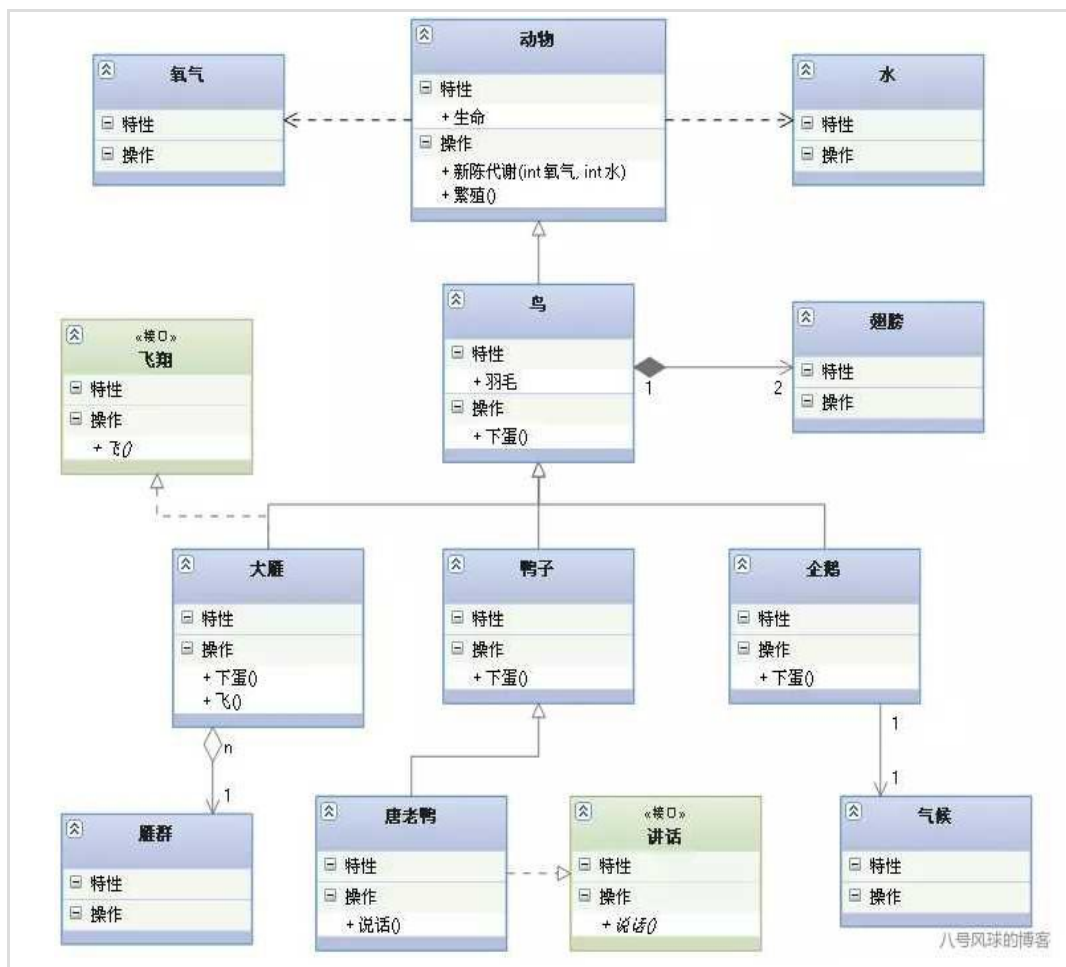 动物
特性
+ 生命
操作
+ 新陈代谢(int氧气, int水)
+ 繁殖()
氧气
特性
操作
水
特性
操作
鸟
特性
+ 羽毛
操作
+ 下蛋()
1
2
翅膀
特性
操作
«接口»
飞翔
特性
操作
+ 飞()
大雁
特性
操作
+ 下蛋()
+ 飞()
鸭子
特性
操作
+ 下蛋()
企鹅
特性
操作
+ 下蛋()
n
1
1
1
雁群
特性
操作
唐老鸭
特性
操作
+ 说话()
«接口»
讲话
特性
操作
+ 说话()
气候
特性
操作
八号风球的博客